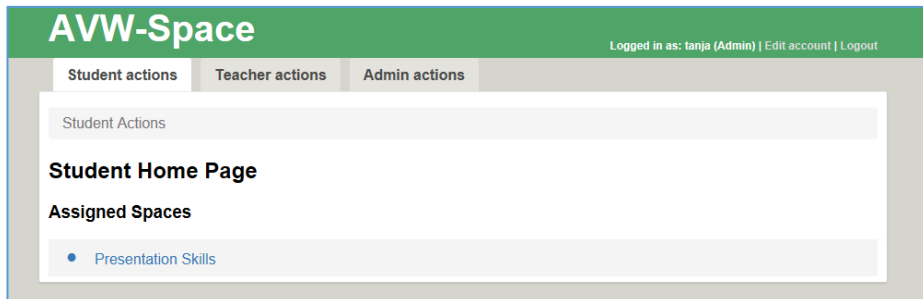 AVW-Space
Logged in as: tanja (Admin) | Edit account | Logout
Student actions Teacher actions Admin actions
Student Actions
Student Home Page
Assigned Spaces
Presentation Skills